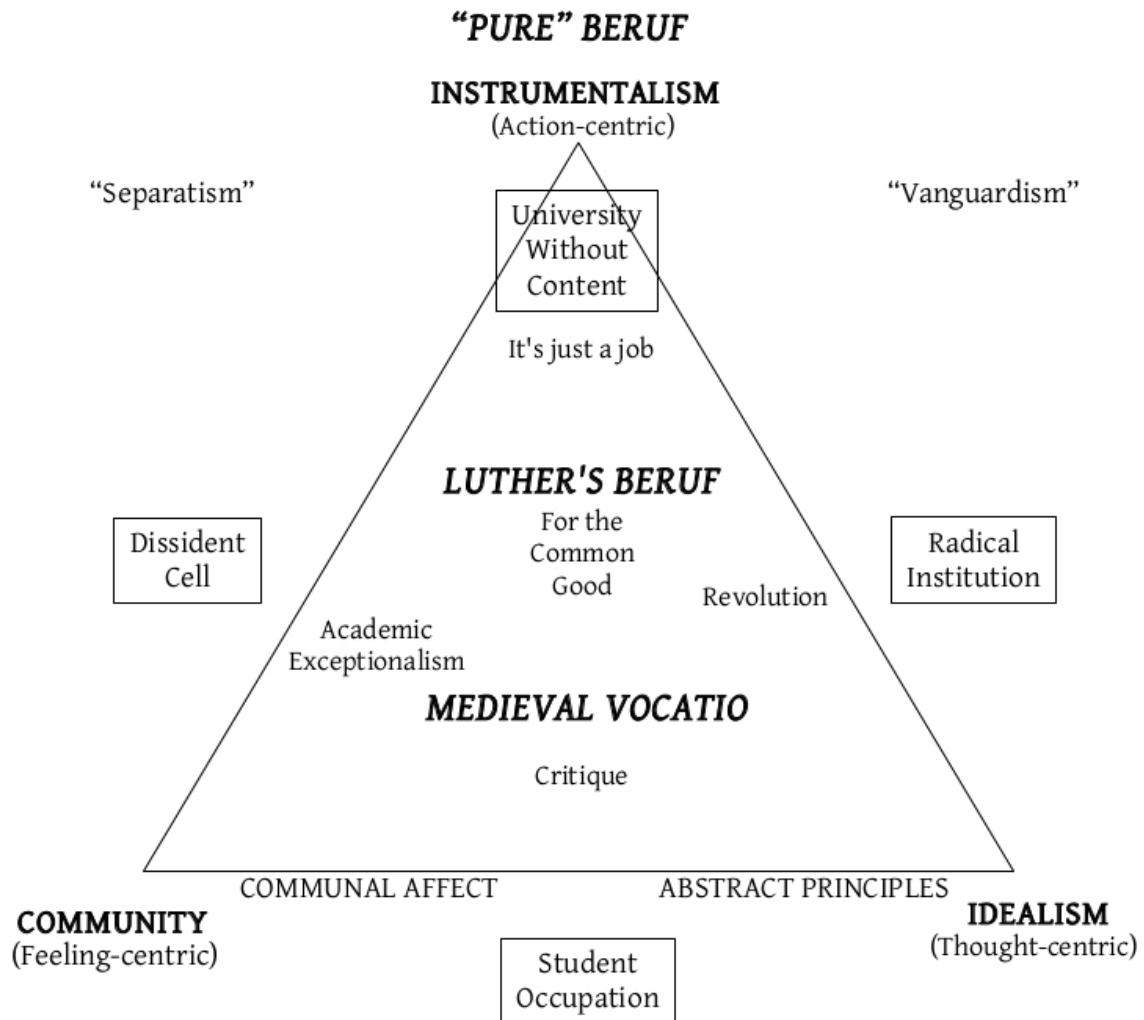 “PURE” BERUF
INSTRUMENTALISM
(Action-centric)
“Separatism”
“Vanguardism”
University
Without
Content
It's just a job
LUTHER'S BERUF
For the
Common
Good
Dissident
Cell
Radical
Institution
Revolution
Academic
Exceptionalism
MEDIEVAL VOCATIO
Critique
COMMUNAL AFFECT
ABSTRACT PRINCIPLES
COMMUNITY
(Feeling-centric)
IDEALISM
(Thought-centric)
Student
Occupation